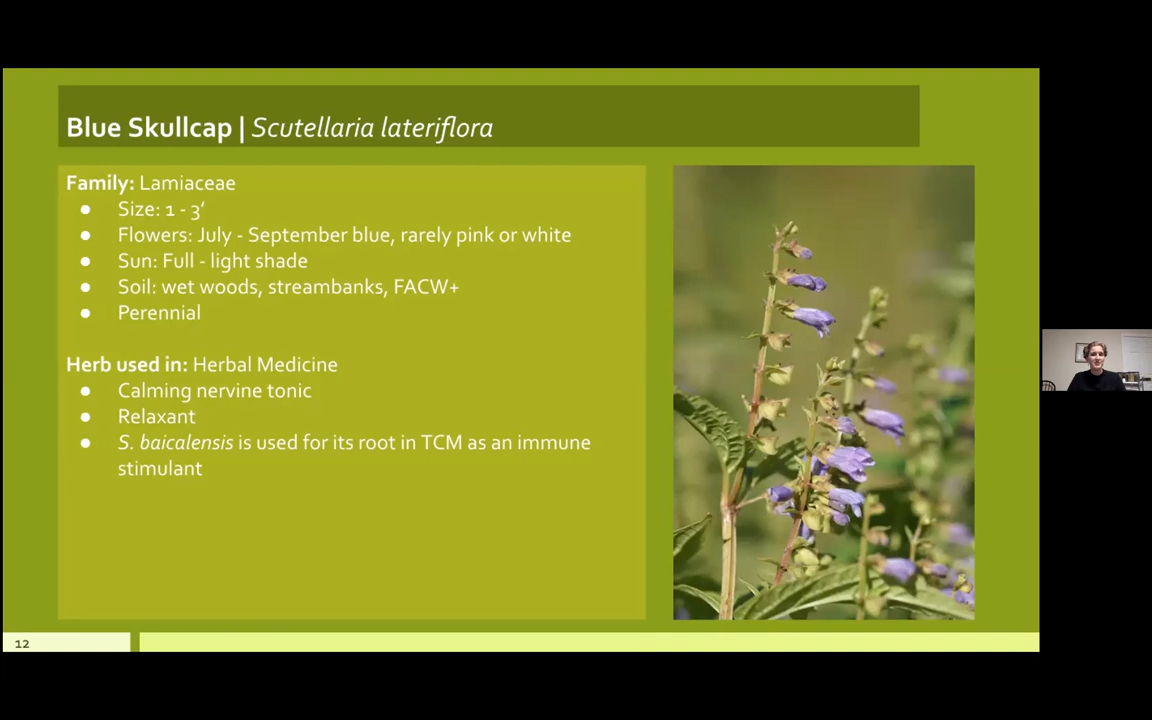 Blue Skullcap | Scutellaria lateriflora
Family: Lamiaceae
● Size: 1 - 3‘
● Flowers: July - September blue, rarely pink or white
● Sun: Full - light shade
● Soil: wet woods, streambanks, FACW+
● Perennial
Herb used in: Herbal Medicine
● Calming nervine tonic
● Relaxant
● S. baicalensis is used for its root in TCM as an immune
stimulant
12